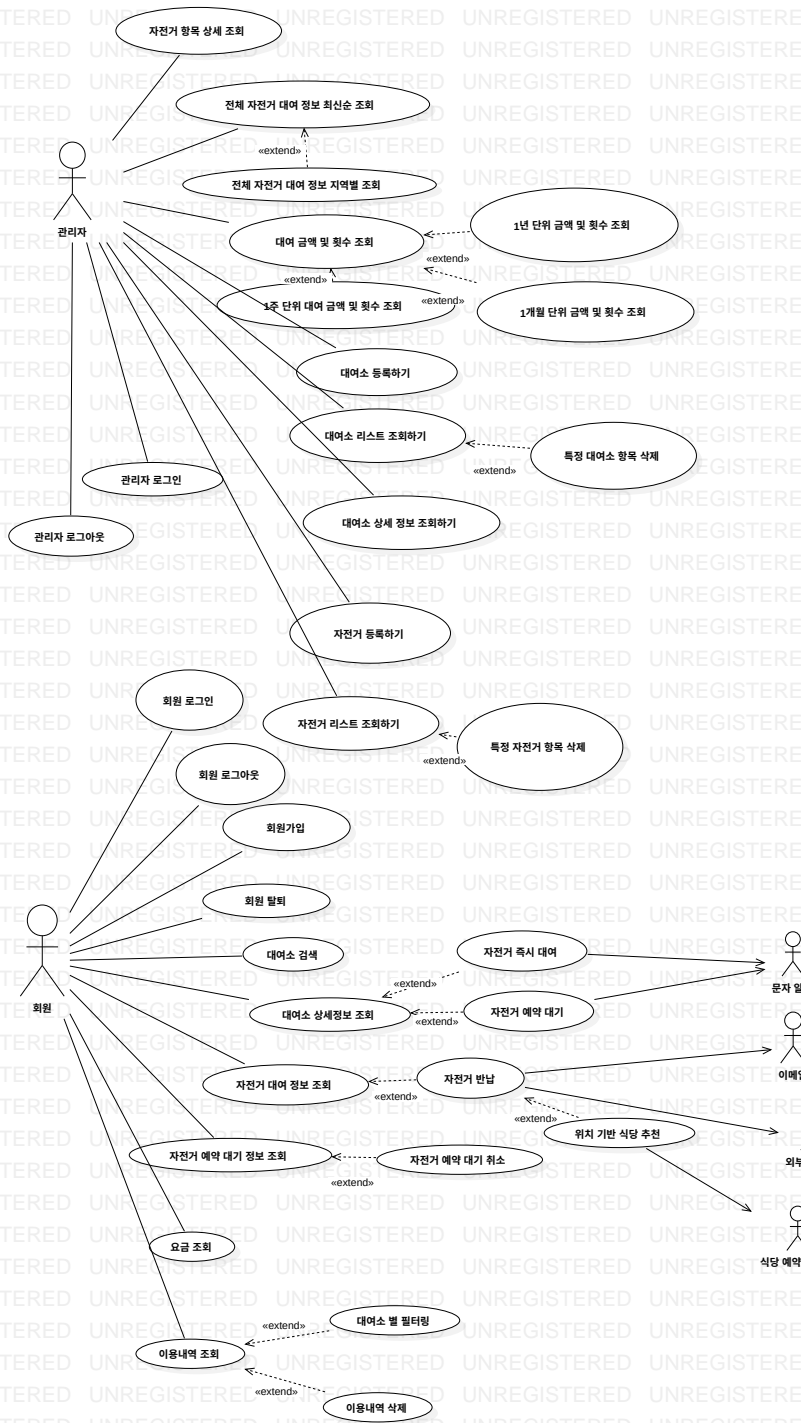 자전거 항목 상세 조회
전체 자전거 대여 정보 최신순 조회
«extend»
전체 자전거 대여 정보 지역별 조회
관리자
대여 금액 및 횟수 조회
1년 단위 금액 및 횟수 조회
«extend»
«extend»
«extend»
1주 단위 대여 금액 및 횟수 조회
1개월 단위 금액 및 횟수 조회
대여소 등록하기
대여소 리스트 조회하기
특정 대여소 항목 삭제
«extend»
관리자 로그인
대여소 상세 정보 조회하기
관리자 로그아웃
자전거 등록하기
회원 로그인
자전거 리스트 조회하기
특정 자전거 항목 삭제
«extend»
회원 로그아웃
회원가입
회원 탈퇴
대여소 검색
자전거 즉시 대여
«extend»
문자 알
회원
대여소 상세정보 조회
자전거 예약 대기
«extend»
이메일
자전거 대여 정보 조회
자전거 반납
«extend»
«extend»
위치 기반 식당 추천
외부
자전거 예약 대기 정보 조회
자전거 예약 대기 취소
«extend»
요금 조회
식당 예약
대여소 별 필터링
«extend»
이용내역 조회
«extend»
이용내역 삭제
UNREGISTERED